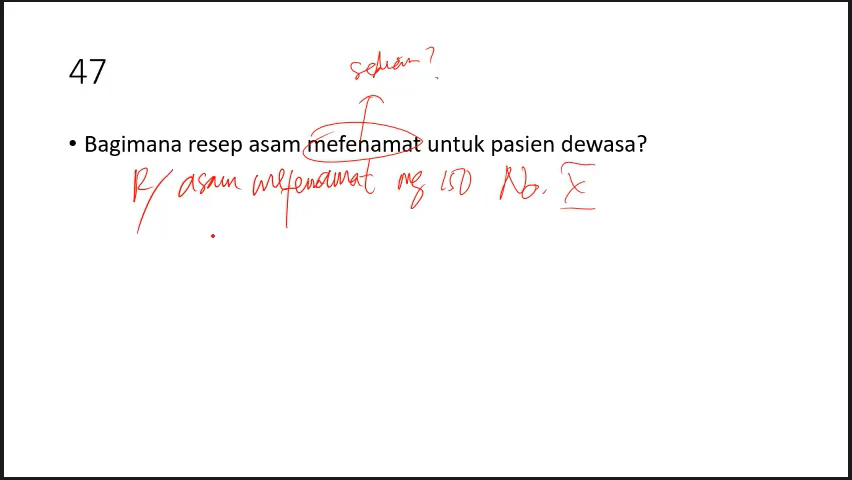 47
sediaan?
• Bagimana resep asam mefenamat untuk pasien dewasa?
R/ asam mefenamat mg 150 No. X